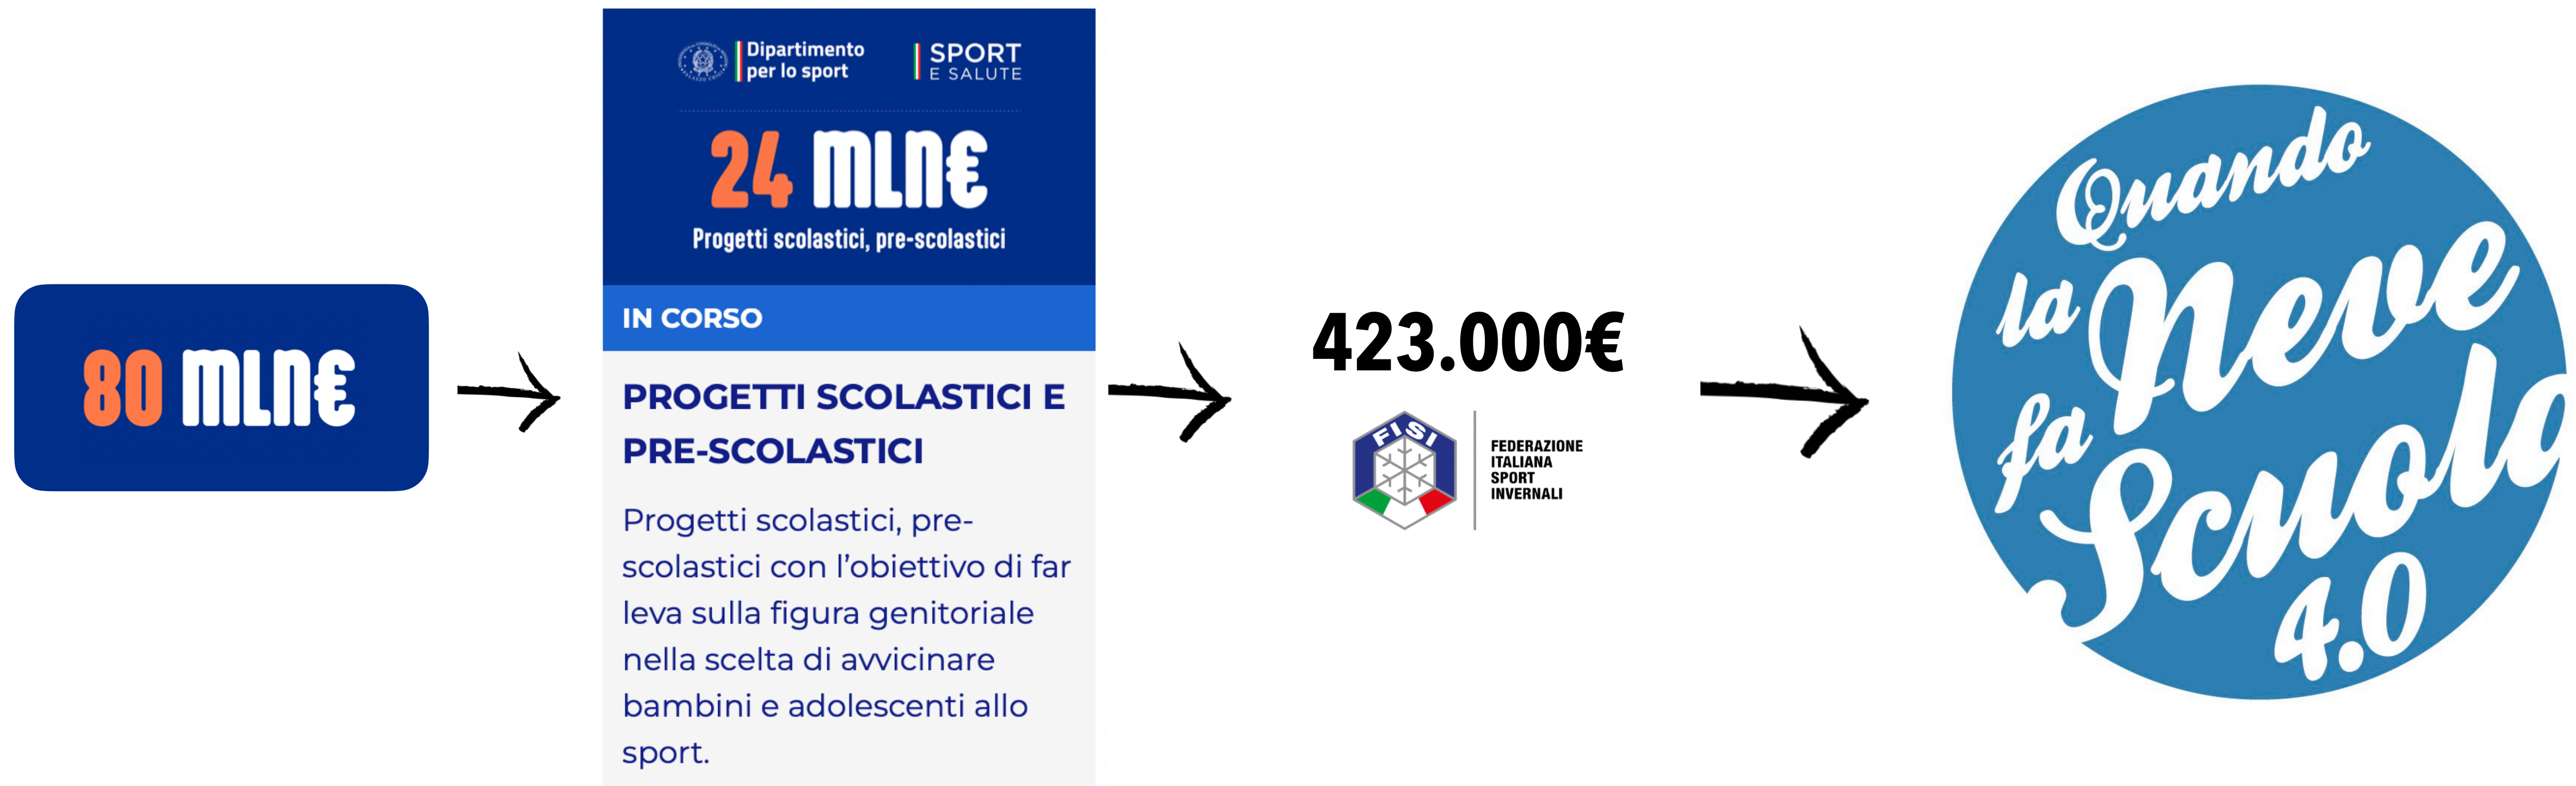 80 MLN€
Dipartimento
per lo sport
SPORT
E SALUTE
24 MLN€
Progetti scolastici, pre-scolastici
IN CORSO
PROGETTI SCOLASTICI E
PRE-SCOLASTICI
Progetti scolastici, pre-
scolastici con l'obiettivo di far
leva sulla figura genitoriale
nella scelta di avvicinare
bambini e adolescenti allo
sport.
423.000€
FISI
FEDERAZIONE
ITALIANA
SPORT
INVERNALI
Quando
la Neve
fa
Scuola
4.0